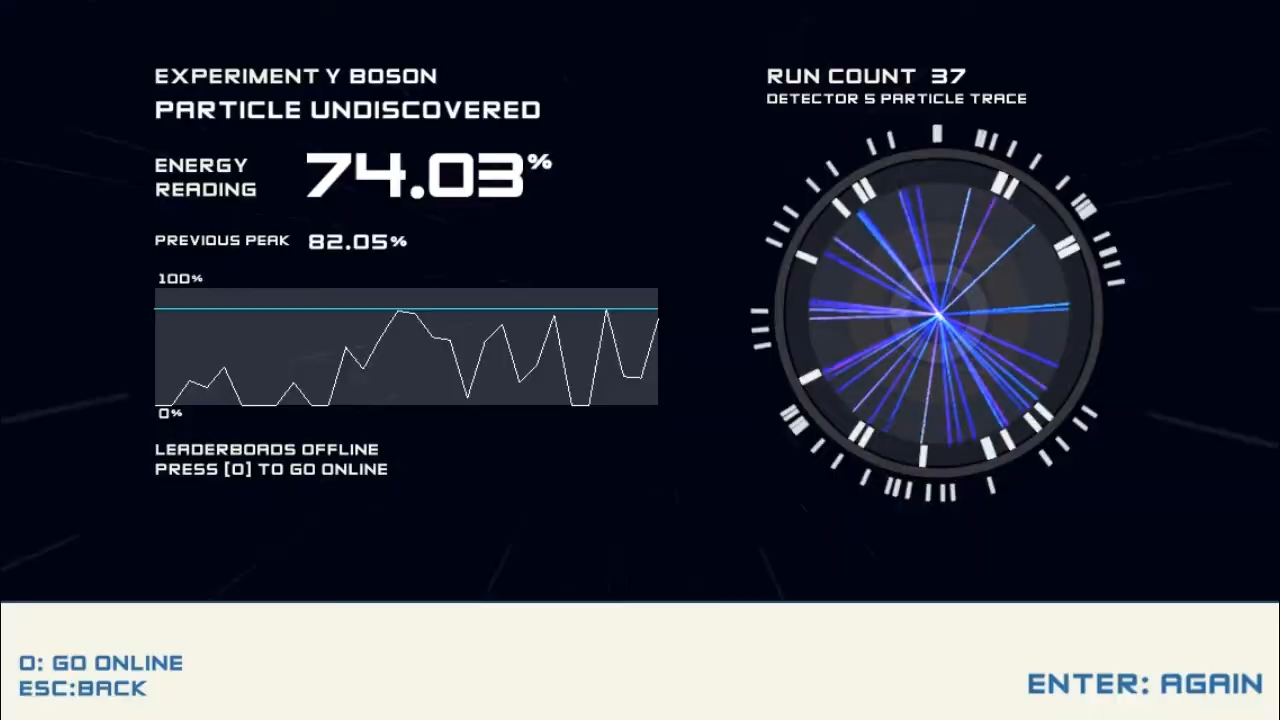 EXPERIMENT Y BOSON
PARTICLE UNDISCOVERED
ENERGY
READING
74.03%
PREVIOUS PEAK 82.05%
100%
0%
LEADERBOARDS OFFLINE
PRESS [O] TO GO ONLINE
RUN COUNT 37
DETECTOR 5 PARTICLE TRACE
O: GO ONLINE
ESC:BACK
ENTER: AGAIN